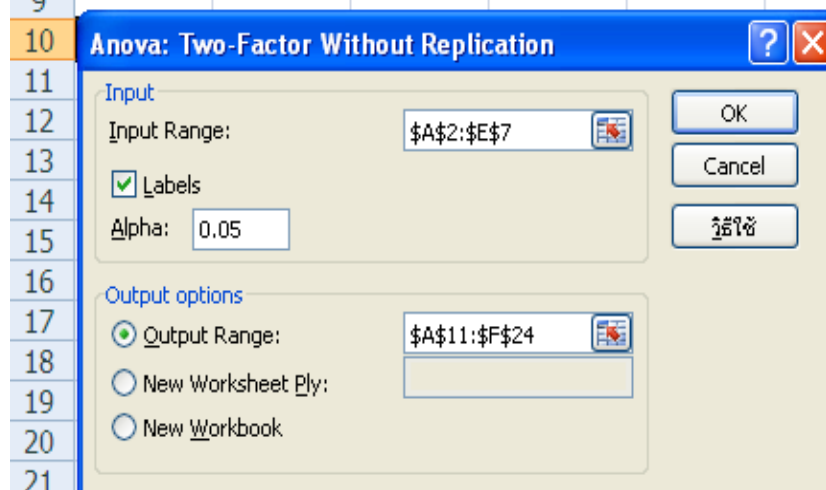 9
10
11
12
13
14
15
16
17
18
19
20
21
Anova: Two-Factor Without Replication
Input
Input Range: $A$2:$E$7
Labels
Alpha: 0.05
OK
Cancel
วิธีใช้
Output options
Output Range: $A$11:$F$24
New Worksheet Ply:
New Workbook